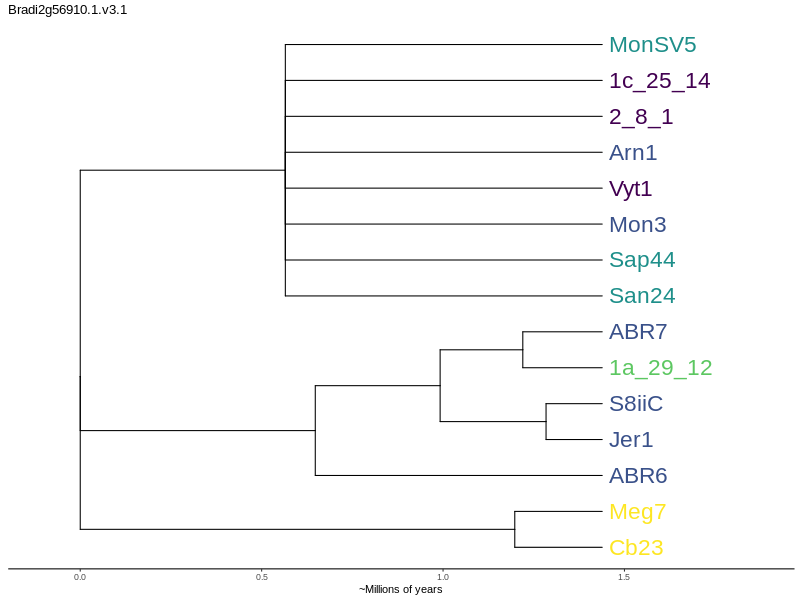 Bradi2g56910.1.v3.1
MonSV5
1c_25_14
2_8_1
Arn1
Vyt1
Mon3
Sap44
San24
ABR7
1a_29_12
S8iiC
Jer1
ABR6
Meg7
Cb23
0.0 0.5 1.0 1.5
~Millions of years